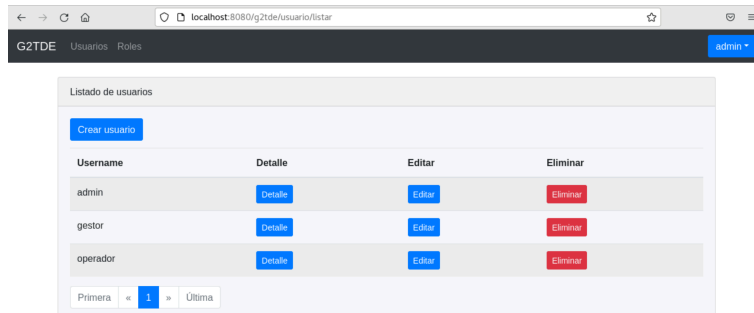 localhost:8080/g2tde/usuario/listar
G2TDE Usuarios Roles admin
Listado de usuarios
Crear usuario
Username Detalle Editar Eliminar
admin Detalle Editar Eliminar
gestor Detalle Editar Eliminar
operador Detalle Editar Eliminar
Primera « 1 » Última